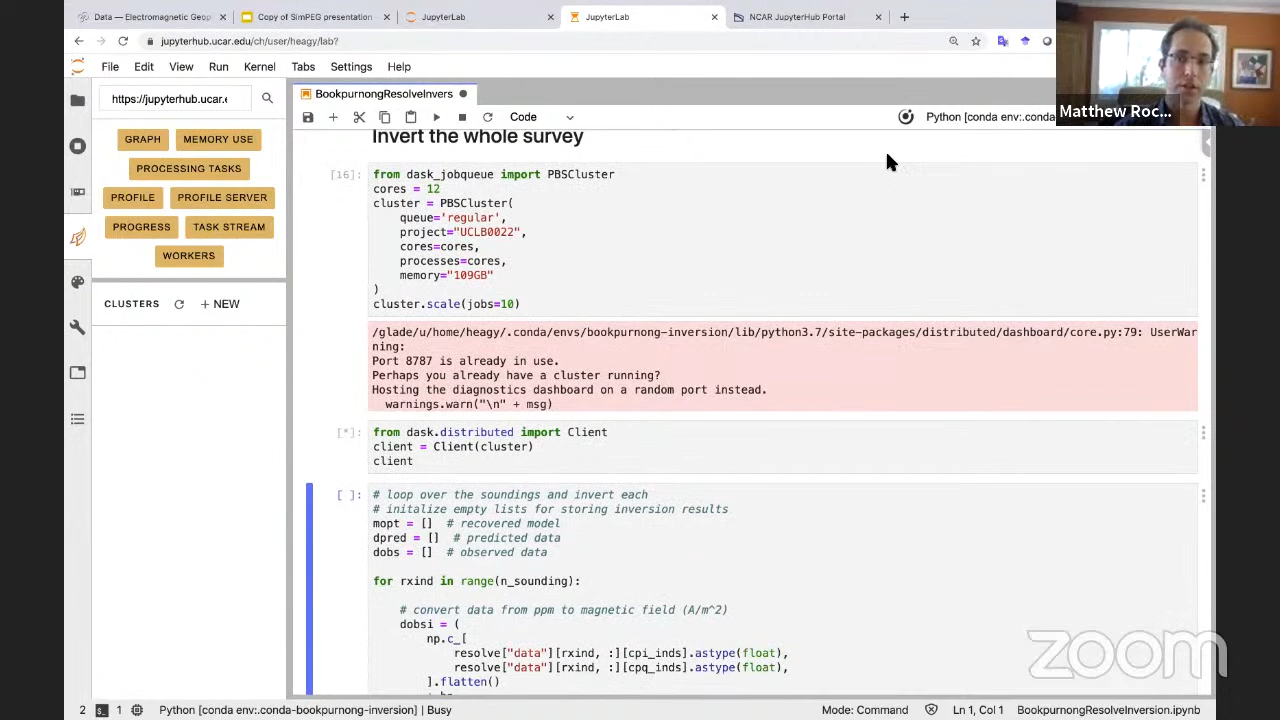 Data — Electromagnetic Geop
Copy of SimPEG presentation
JupyterLab
JupyterLab
NCAR JupyterHub Portal
jupyterhub.ucar.edu/ch/user/heagy/lab?
File Edit View Run Kernel Tabs Settings Help
https://jupyterhub.ucar.e
GRAPH
MEMORY USE
PROCESSING TASKS
PROFILE
PROFILE SERVER
PROGRESS
TASK STREAM
WORKERS
CLUSTERS
+ NEW
BookpurnongResolveInvers
Code
Python [conda env:.conda
Matthew Roc...
Invert the whole survey
[16]:
from dask_jobqueue import PBSCluster
cores = 12
cluster = PBSCluster(
queue='regular',
project="UCLB0022",
cores=cores,
processes=cores,
memory="109GB"
)
cluster.scale(jobs=10)
/glade/u/home/heagy/.conda/envs/bookpurnong-inversion/lib/python3.7/site-packages/distributed/dashboard/core.py:79: UserWar
ning:
Port 8787 is already in use.
Perhaps you already have a cluster running?
Hosting the diagnostics dashboard on a random port instead.
warnings.warn("\n" + msg)
[*]:
from dask.distributed import Client
client = Client(cluster)
client
[ ]:
# loop over the soundings and invert each
# initalize empty lists for storing inversion results
mopt = [] # recovered model
dpred = [] # predicted data
dobs = [] # observed data
for rxind in range(n_sounding):
# convert data from ppm to magnetic field (A/m^2)
dobsi = (
np.c_[
resolve["data"][rxind, :][cpi_inds].astype(float),
resolve["data"][rxind, :][cpq_inds].astype(float),
].flatten()
zoom
2 1 Python [conda env:.conda-bookpurnong-inversion] | Busy
Mode: Command
Ln 1, Col 1
BookpurnongResolveInversion.ipynb